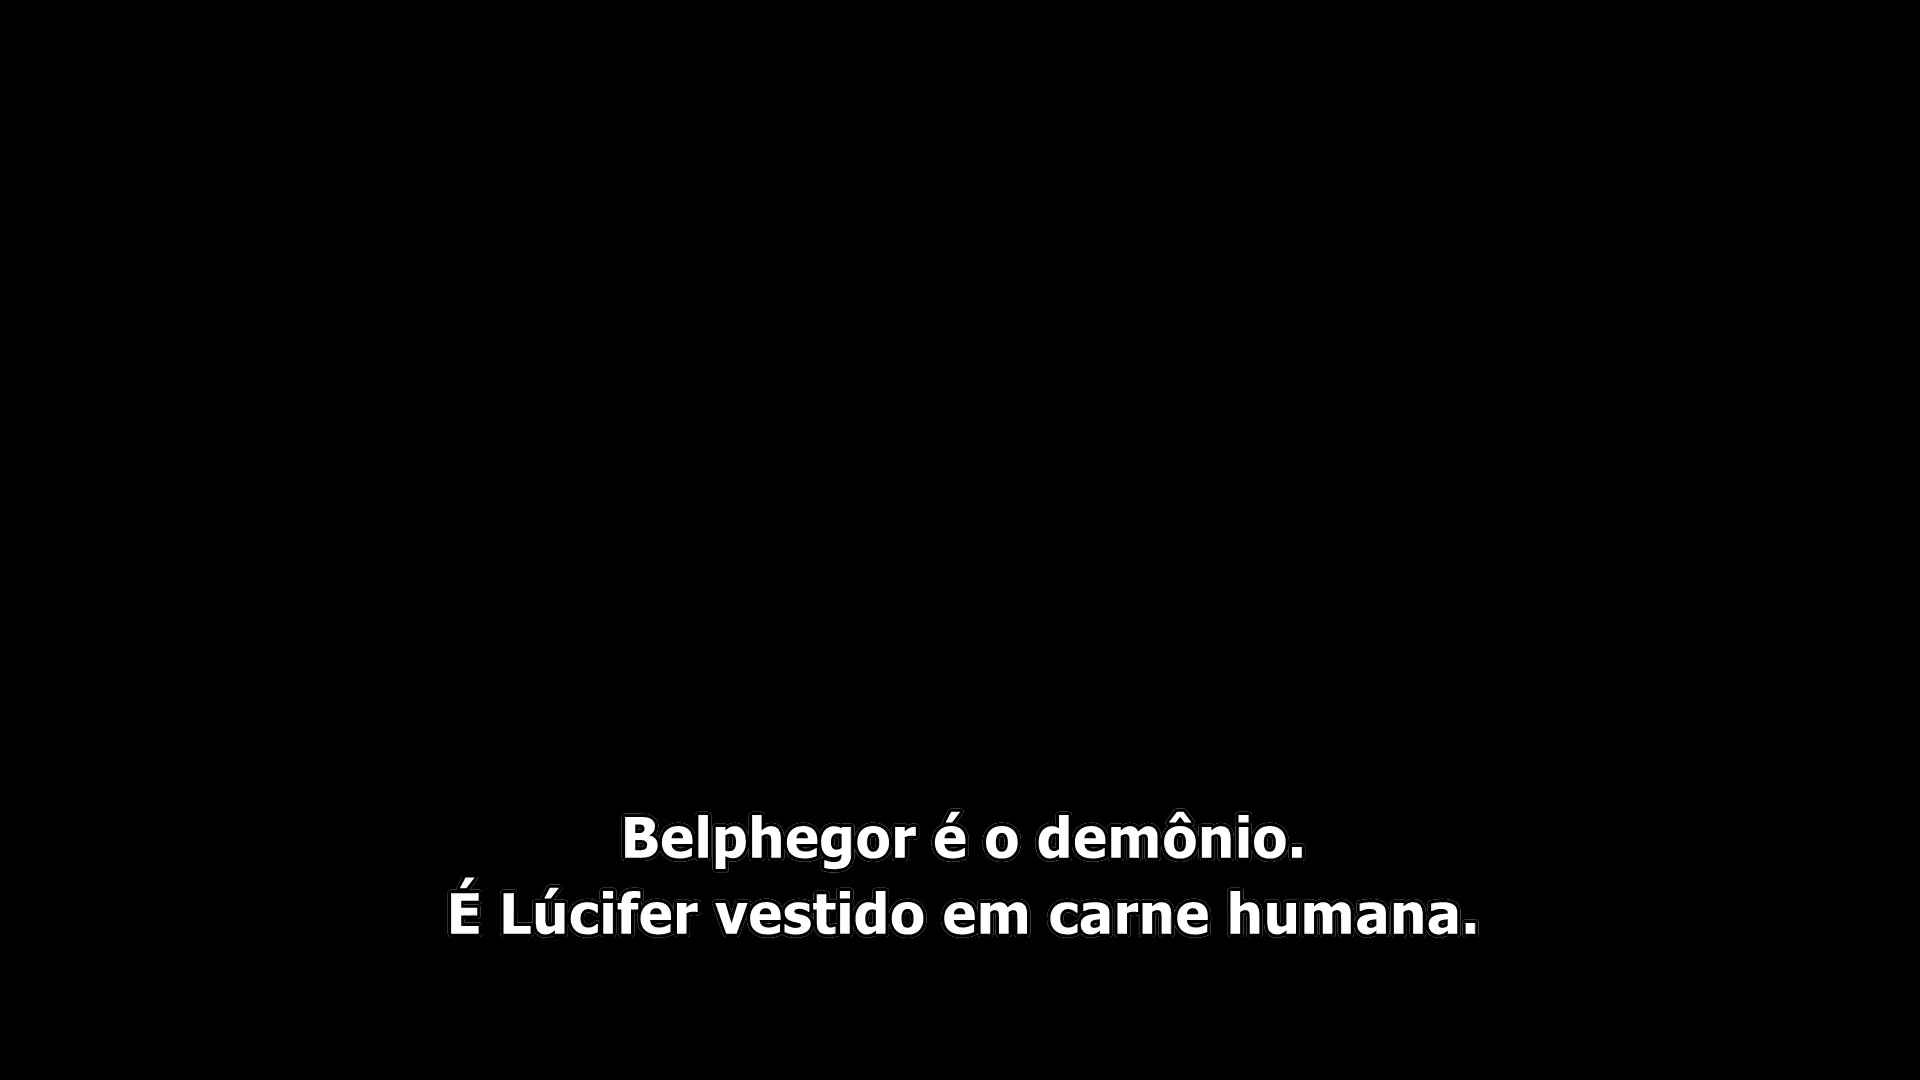 Belphegor é o demônio.
É Lúcifer vestido em carne humana.